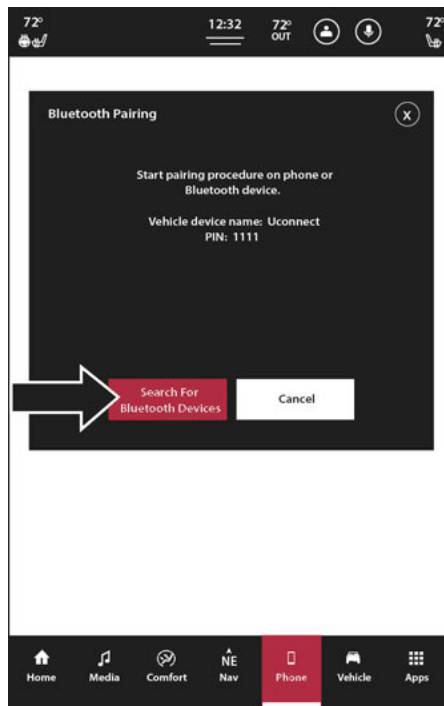 72°
12:32
72°
OUT
72°
Bluetooth Pairing
X
Start pairing procedure on phone or
Bluetooth device.
Vehicle device name: Uconnect
PIN: 1111
Search For
Bluetooth Devices
Cancel
NE
Home
Media
Comfort
Nav
Phone
Vehicle
Apps